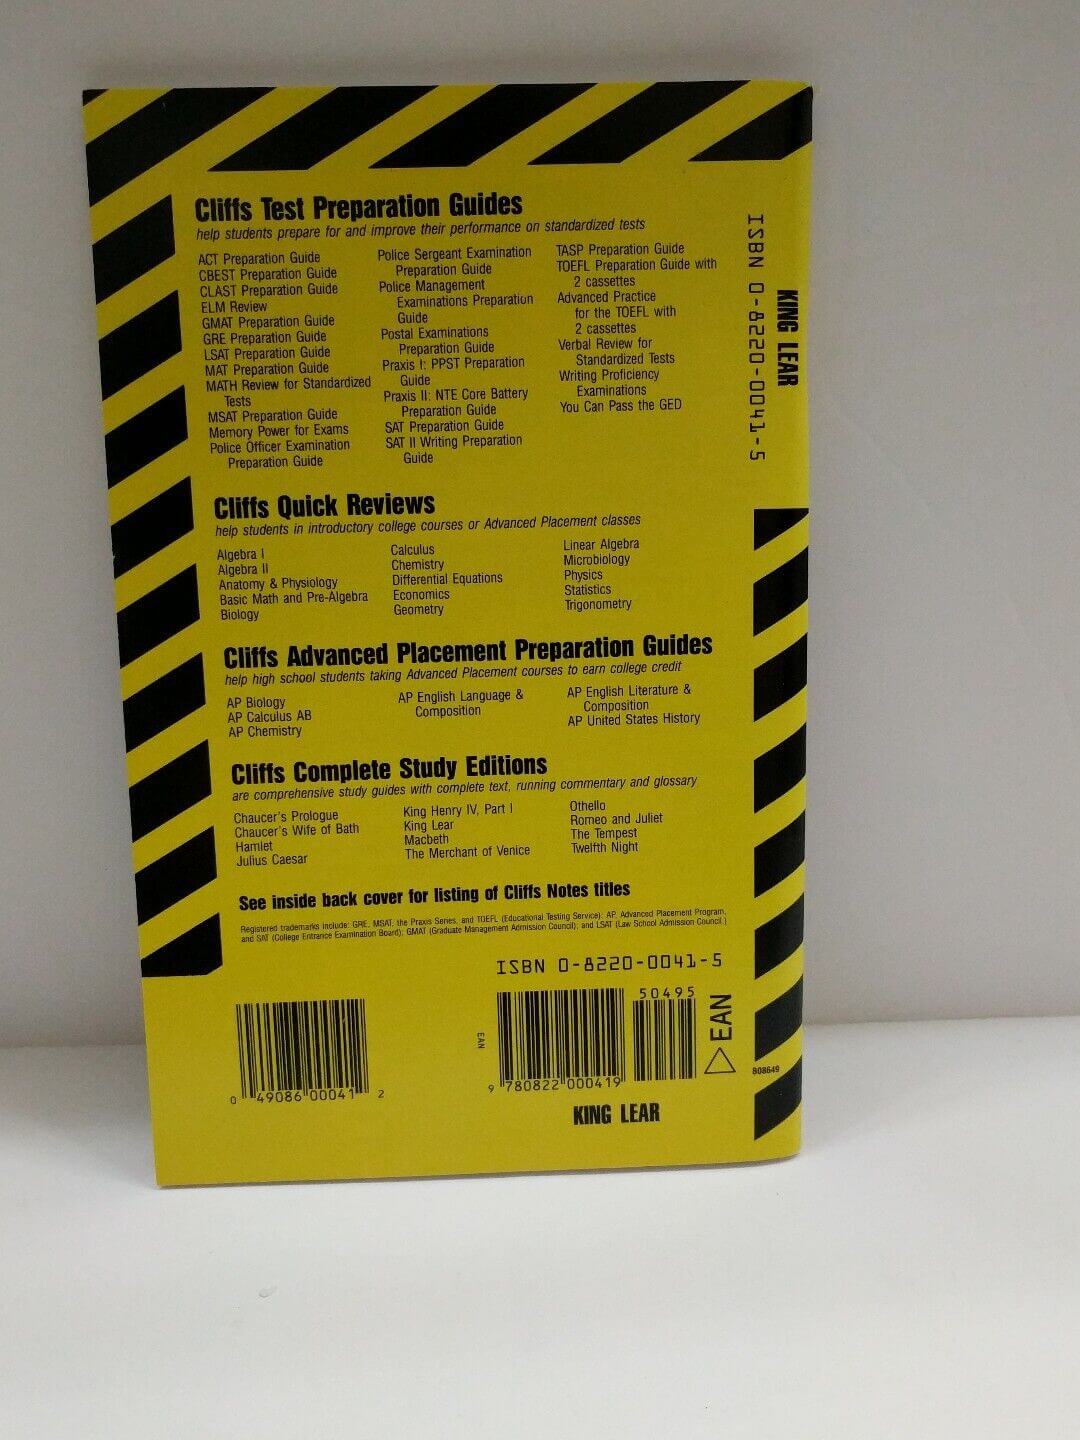 Cliffs Test Preparation Guides
help students prepare for and improve their performance on standardized tests
ACT Preparation Guide
CBEST Preparation Guide
CLAST Preparation Guide
ELM Review
GMAT Preparation Guide
GRE Preparation Guide
LSAT Preparation Guide
MAT Preparation Guide
MATH Review for Standardized
Tests
MSAT Preparation Guide
Memory Power for Exams
Police Officer Examination
Preparation Guide
Police Sergeant Examination
Preparation Guide
Police Management
Examinations Preparation
Guide
Postal Examinations
Preparation Guide
Praxis I: PPST Preparation
Guide
Praxis II: NTE Core Battery
Preparation Guide
SAT Preparation Guide
SAT II Writing Preparation
Guide
TASP Preparation Guide
TOEFL Preparation Guide with
2 cassettes
Advanced Practice
for the TOEFL with
2 cassettes
Verbal Review for
Standardized Tests
Writing Proficiency
Examinations
You Can Pass the GED
Cliffs Quick Reviews
help students in introductory college courses or Advanced Placement classes
Algebra I
Algebra II
Anatomy & Physiology
Basic Math and Pre-Algebra
Biology
Calculus
Chemistry
Differential Equations
Economics
Geometry
Linear Algebra
Microbiology
Physics
Statistics
Trigonometry
Cliffs Advanced Placement Preparation Guides
help high school students taking Advanced Placement courses to earn college credit
AP Biology
AP Calculus AB
AP Chemistry
AP English Language &
Composition
AP English Literature &
Composition
AP United States History
Cliffs Complete Study Editions
are comprehensive study guides with complete text, running commentary and glossary
Chaucer's Prologue
Chaucer's Wife of Bath
Hamlet
Julius Caesar
King Henry IV, Part I
King Lear
Macbeth
The Merchant of Venice
Othello
Romeo and Juliet
The Tempest
Twelfth Night
See inside back cover for listing of Cliffs Notes titles
Registered trademarks include: GRE, MSAT, the Praxis Series, and TOEFL (Educational Testing Service); AP, Advanced Placement Program,
and SAT (College Entrance Examination Board); GMAT (Graduate Management Admission Council); and LSAT (Law School Admission Council.)
ISBN 0-8220-0041-5
50495
EAN
EAN
9 780822 000419
0 49086 00041 2
KING LEAR
808649
ISBN 0-8220-0041-5
KING LEAR